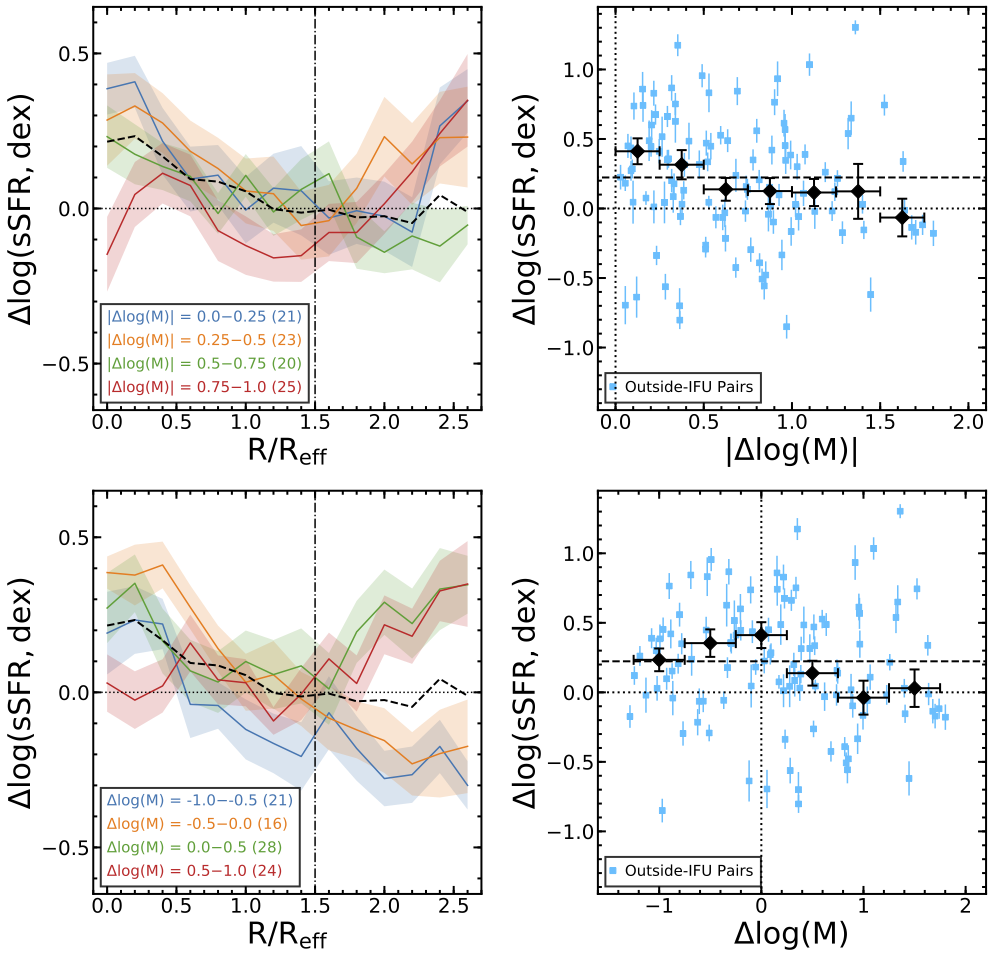 0.5
0.0
−0.5
Δlog(sSFR, dex)
|Δlog(M)| = 0.0−0.25 (21)
|Δlog(M)| = 0.25−0.5 (23)
|Δlog(M)| = 0.5−0.75 (20)
|Δlog(M)| = 0.75−1.0 (25)
0.0 0.5 1.0 1.5 2.0 2.5
R/Reff
1.0
0.5
0.0
−0.5
−1.0
Δlog(sSFR, dex)
Outside-IFU Pairs
0.0 0.5 1.0 1.5 2.0
|Δlog(M)|
0.5
0.0
−0.5
Δlog(sSFR, dex)
Δlog(M) = -1.0−-0.5 (21)
Δlog(M) = -0.5−0.0 (16)
Δlog(M) = 0.0−0.5 (28)
Δlog(M) = 0.5−1.0 (24)
0.0 0.5 1.0 1.5 2.0 2.5
R/Reff
1.0
0.5
0.0
−0.5
−1.0
Δlog(sSFR, dex)
Outside-IFU Pairs
−1 0 1 2
Δlog(M)